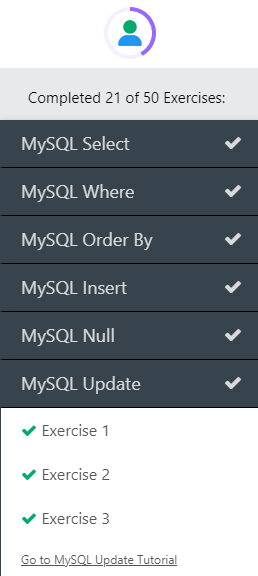 Completed 21 of 50 Exercises:
MySQL Select
MySQL Where
MySQL Order By
MySQL Insert
MySQL Null
MySQL Update
Exercise 1
Exercise 2
Exercise 3
Go to MySQL Update Tutorial